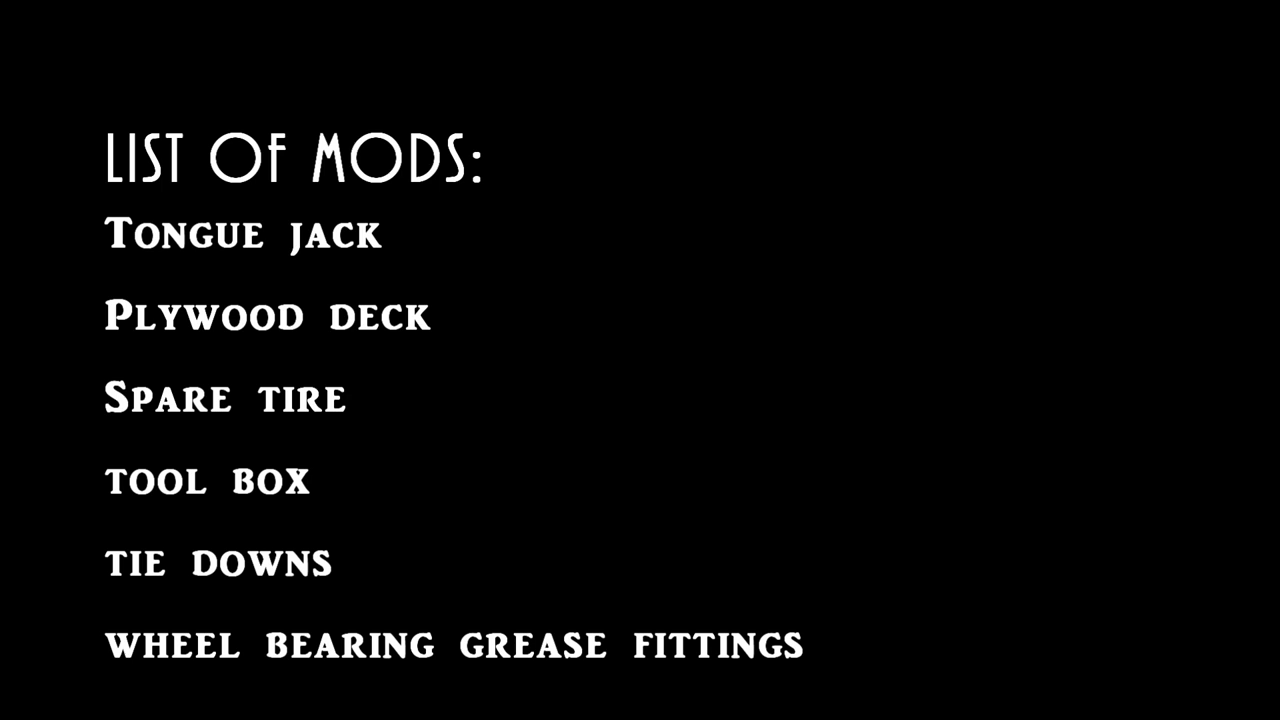 LIST OF MODS:
Tongue jack
Plywood deck
Spare tire
tool box
tie downs
wheel bearing grease fittings